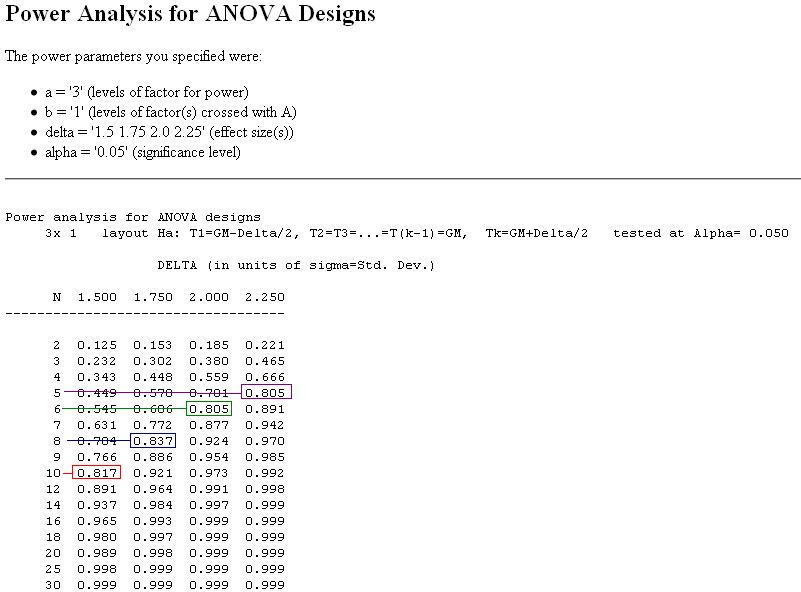 Power Analysis for ANOVA Designs
The power parameters you specified were:
• a = '3' (levels of factor for power)
• b = '1' (levels of factor(s) crossed with A)
• delta = '1.5 1.75 2.0 2.25' (effect size(s))
• alpha = '0.05' (significance level)
Power analysis for ANOVA designs
3x 1 layout Ha: T1=GM-Delta/2, T2=T3=...=T(k-1)=GM, Tk=GM+Delta/2 tested at Alpha= 0.050
DELTA (in units of sigma=Std. Dev.)
N 1.500 1.750 2.000 2.250
-----------------------------------
2 0.125 0.153 0.185 0.221
3 0.232 0.302 0.380 0.465
4 0.343 0.448 0.559 0.666
5 0.449 0.578 0.701 0.805
6 0.545 0.686 0.805 0.891
7 0.631 0.772 0.877 0.942
8 0.704 0.837 0.924 0.970
9 0.766 0.886 0.954 0.985
10 0.817 0.921 0.973 0.992
12 0.891 0.964 0.991 0.998
14 0.937 0.984 0.997 0.999
16 0.965 0.993 0.999 0.999
18 0.980 0.997 0.999 0.999
20 0.989 0.998 0.999 0.999
25 0.998 0.999 0.999 0.999
30 0.999 0.999 0.999 0.999